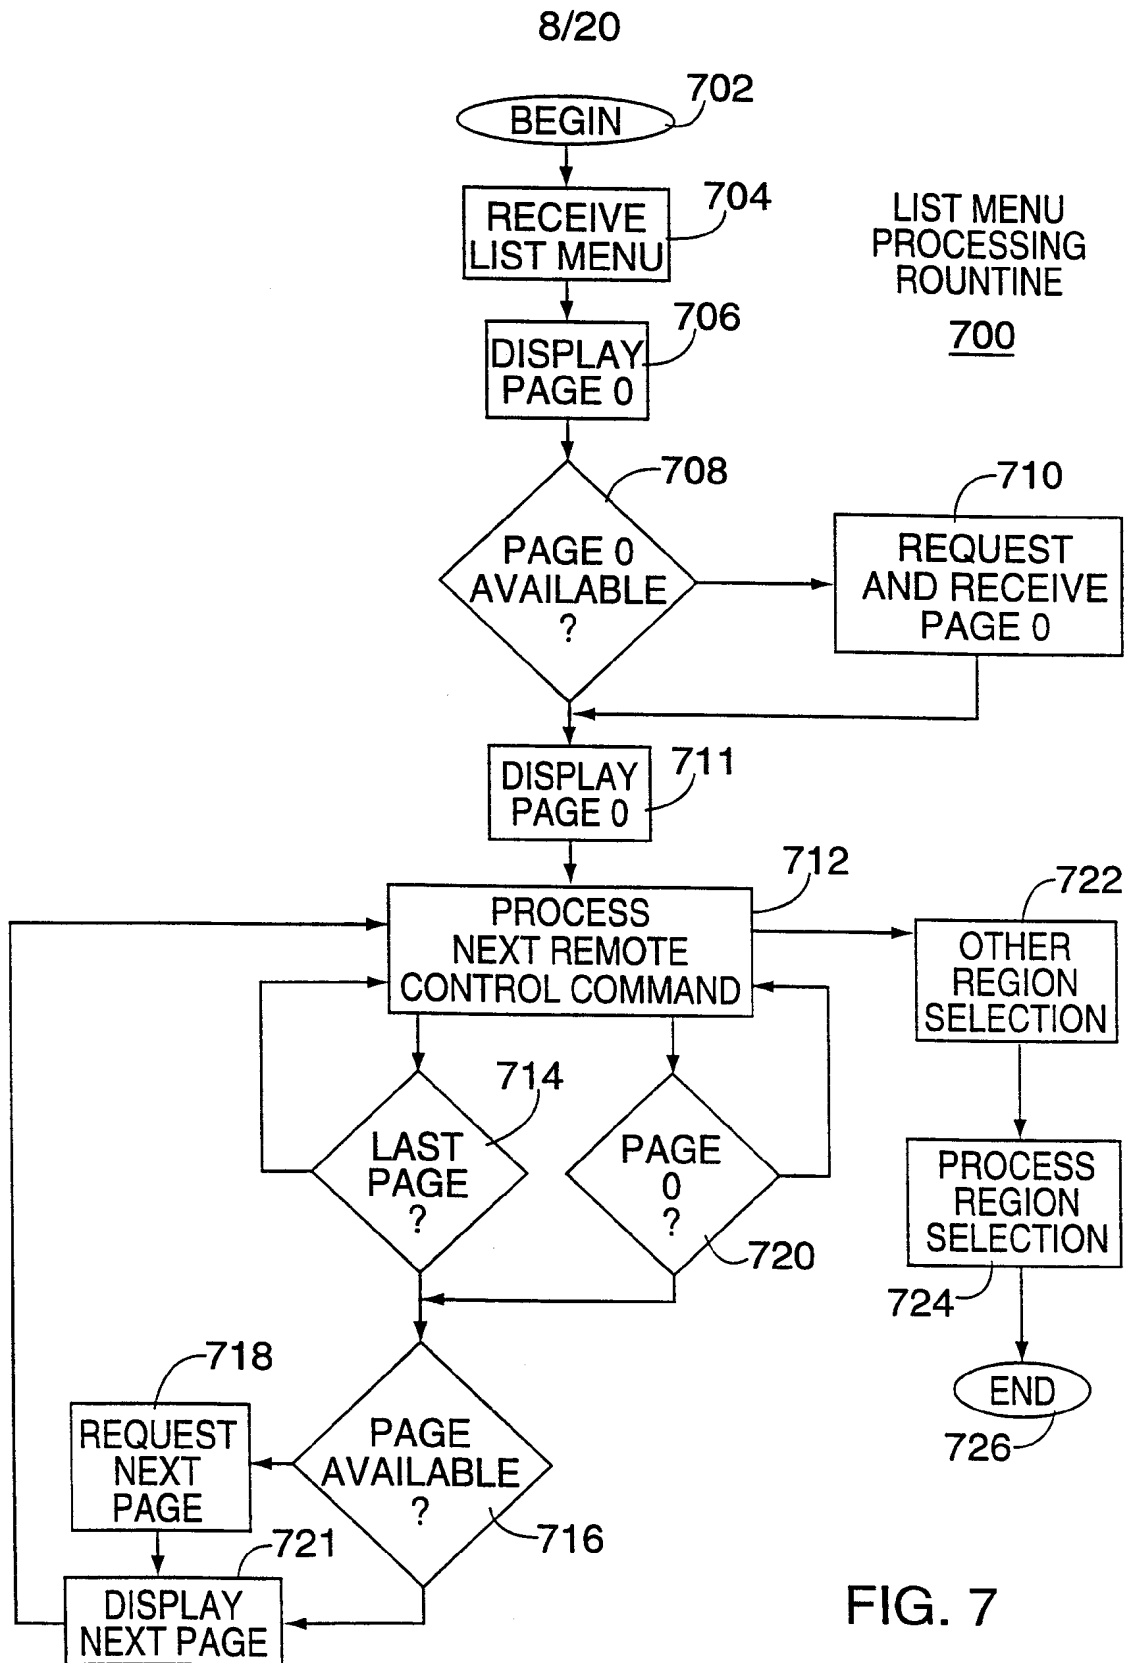 8/20
702
BEGIN
704
RECEIVE
LIST MENU
LIST MENU
PROCESSING
ROUNTINE
700
706
DISPLAY
PAGE 0
708
PAGE 0
AVAILABLE
?
710
REQUEST
AND RECEIVE
PAGE 0
711
DISPLAY
PAGE 0
712
PROCESS
NEXT REMOTE
CONTROL COMMAND
722
OTHER
REGION
SELECTION
714
LAST
PAGE
?
PAGE
0
?
720
PROCESS
REGION
SELECTION
724
END
726
718
REQUEST
NEXT
PAGE
PAGE
AVAILABLE
?
716
721
DISPLAY
NEXT PAGE
FIG. 7